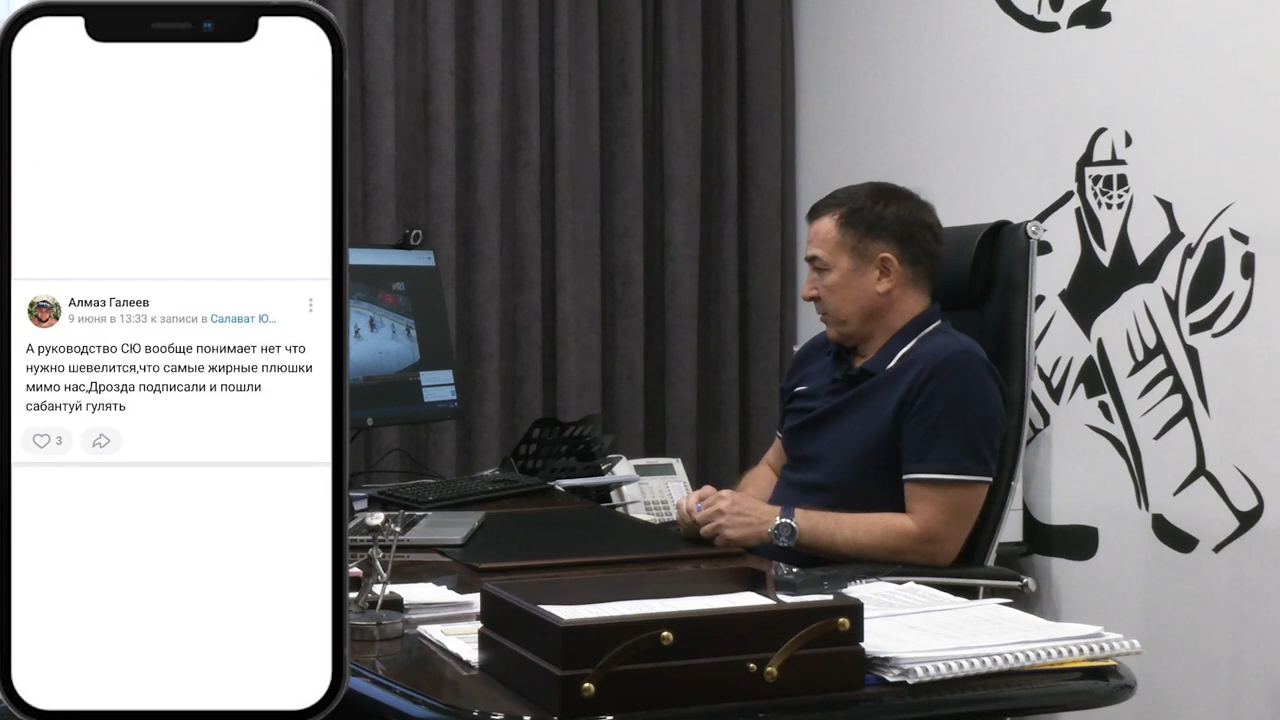 Алмаз Галеев
9 июня в 13:33 к записи в Салават Ю...
А руководство СЮ вообще понимает нет что
нужно шевелится,что самые жирные плюшки
мимо нас,Дрозда подписали и пошли
сабантуй гулять
3